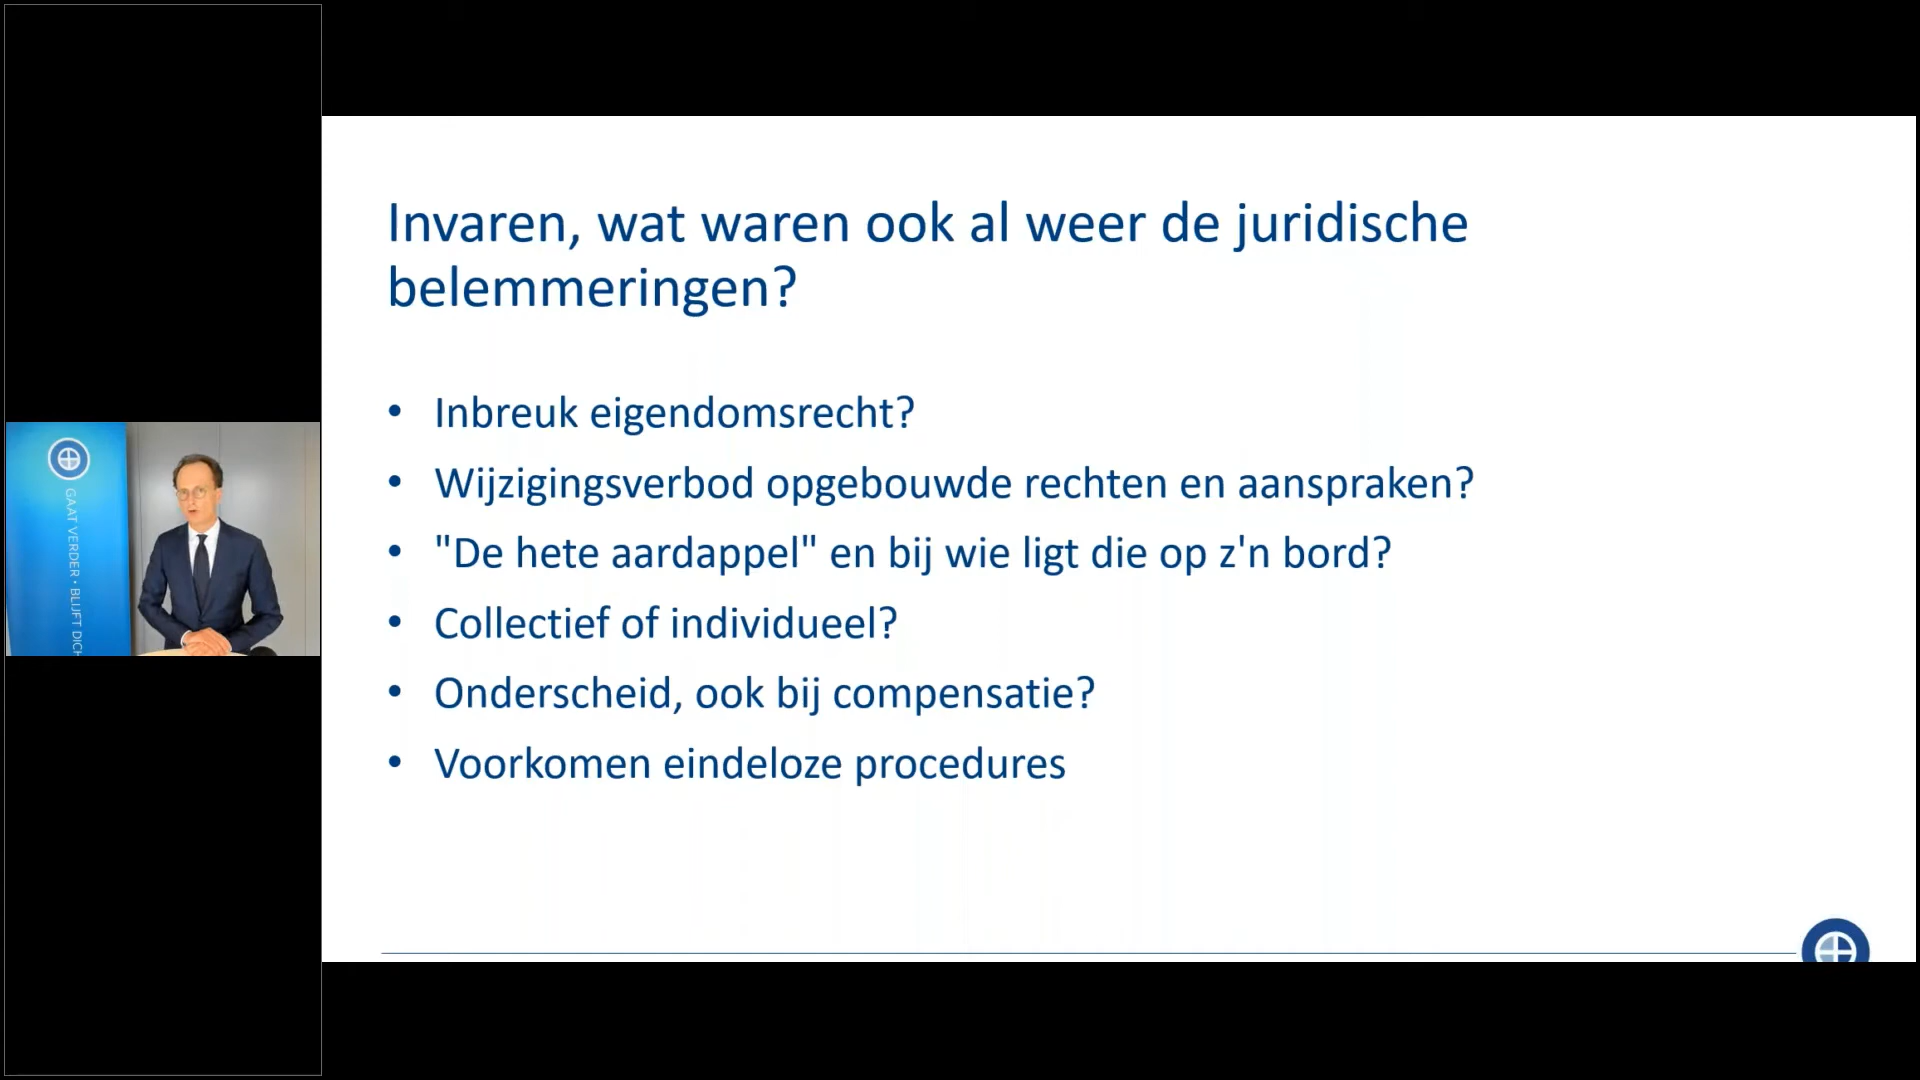 Invaren, wat waren ook al weer de juridische
belemmeringen?
• Inbreuk eigendomsrecht?
• Wijzigingsverbod opgebouwde rechten en aanspraken?
• "De hete aardappel" en bij wie ligt die op z'n bord?
• Collectief of individueel?
• Onderscheid, ook bij compensatie?
• Voorkomen eindeloze procedures
GAAT VERDER • BLIJFT DICH